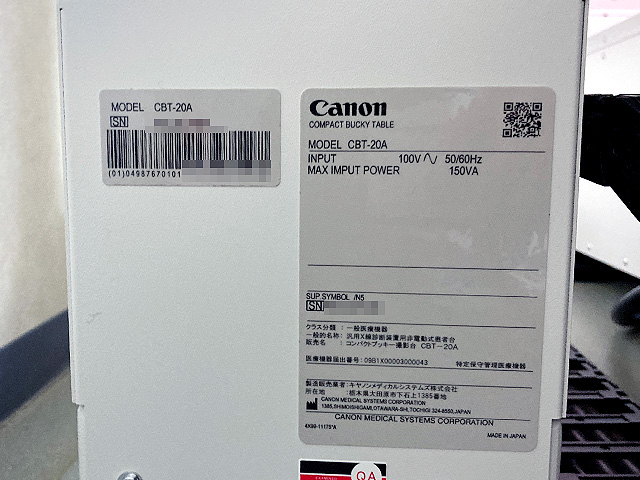 MODEL CBT-20A
SN
(01)04987670101
Canon
COMPACT BUCKY TABLE
MODEL CBT-20A
INPUT 100V 50/60Hz
MAX IMPUT POWER 150VA
SUP. SYMBOL /N5
SN
クラス分類：一般医療機器
一般的名称：汎用X線診断装置用非電動式患者台
販売名：コンパクトブッキー撮影台 CBT-20A
医療機器届出番号：09B1X00003000043 特定保守管理医療機器
製造販売業者：キヤノンメディカルシステムズ株式会社
所在地：栃木県大田原市下石上1385番地
CANON MEDICAL SYSTEMS CORPORATION
1385,SHIMOISHIGAMI,OTAWARA-SHI,TOCHIGI 324-8550,JAPAN
CANON MEDICAL SYSTEMS CORPORATION
4X99-11175*A
MADE IN JAPAN
QA